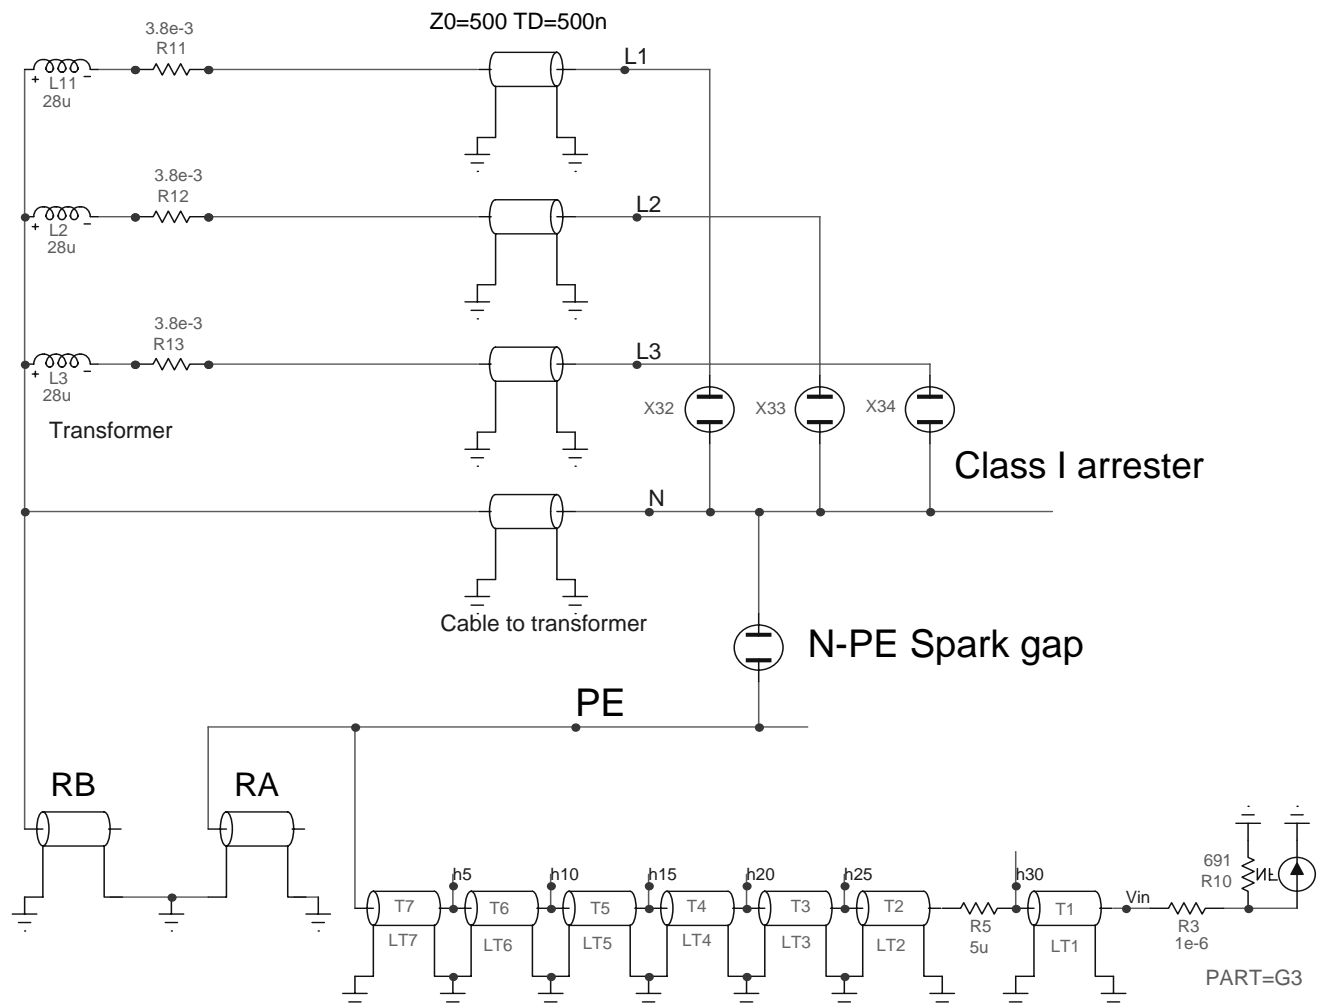 Z0=500 TD=500n
3.8e-3
R11
L1
L11
28u
3.8e-3
R12
L2
L2
28u
3.8e-3
R13
L3
L3
28u
X32
X33
X34
Transformer
Class I arrester
N
Cable to transformer
N-PE Spark gap
PE
RB
RA
h5
h10
h15
h20
h25
h30
691
R10
Vin
T7
T6
T5
T4
T3
T2
R5
5u
T1
R3
1e-6
LT7
LT6
LT5
LT4
LT3
LT2
LT1
PART=G3